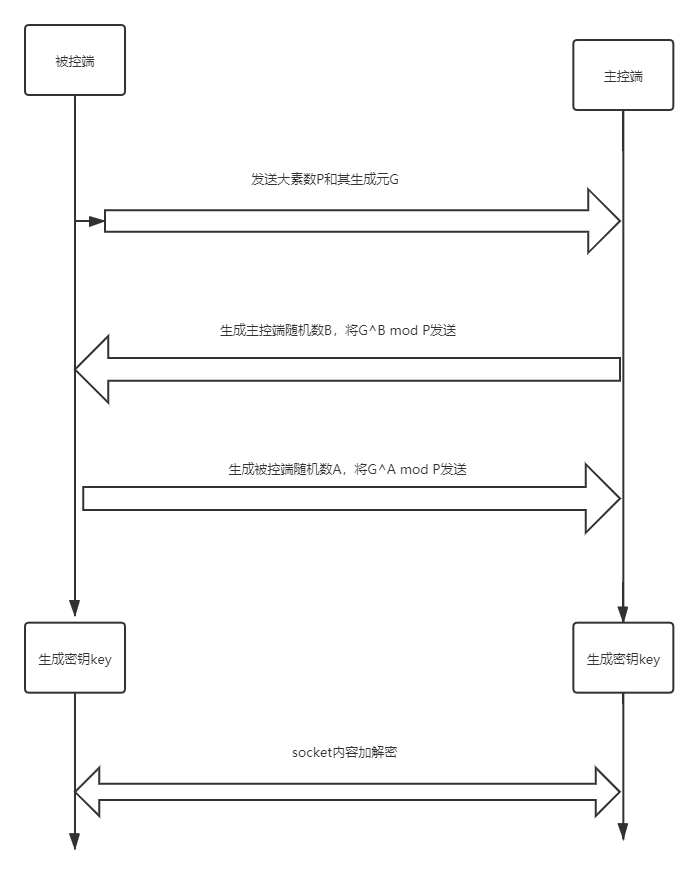 被控端
主控端
发送大素数P和其生成元G
生成主控端随机数B，将G^B mod P发送
生成被控端随机数A，将G^A mod P发送
生成密钥key
生成密钥key
socket内容加解密